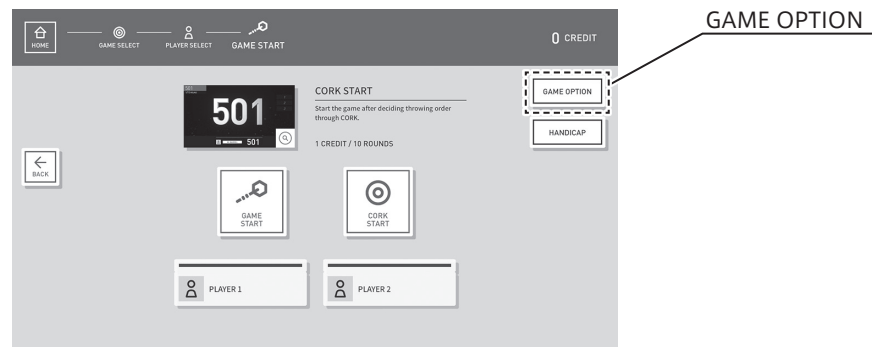 GAME OPTION
HOME
GAME SELECT
PLAYER SELECT
GAME START
0 CREDIT
501
501
CORK START
Start the game after deciding throwing order
through CORK.
1 CREDIT / 10 ROUNDS
GAME OPTION
HANDICAP
BACK
GAME
START
CORK
START
PLAYER 1
PLAYER 2